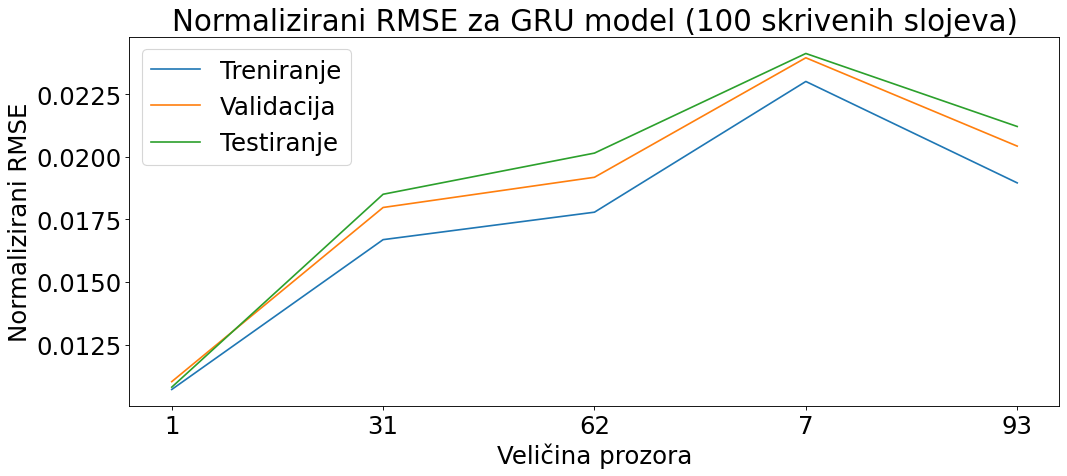 Normalizirani RMSE za GRU model (100 skrivenih slojeva)
Treniranje
Validacija
Testiranje
Normalizirani RMSE
0.0225
0.0200
0.0175
0.0150
0.0125
1 31 62 7 93
Veličina prozora